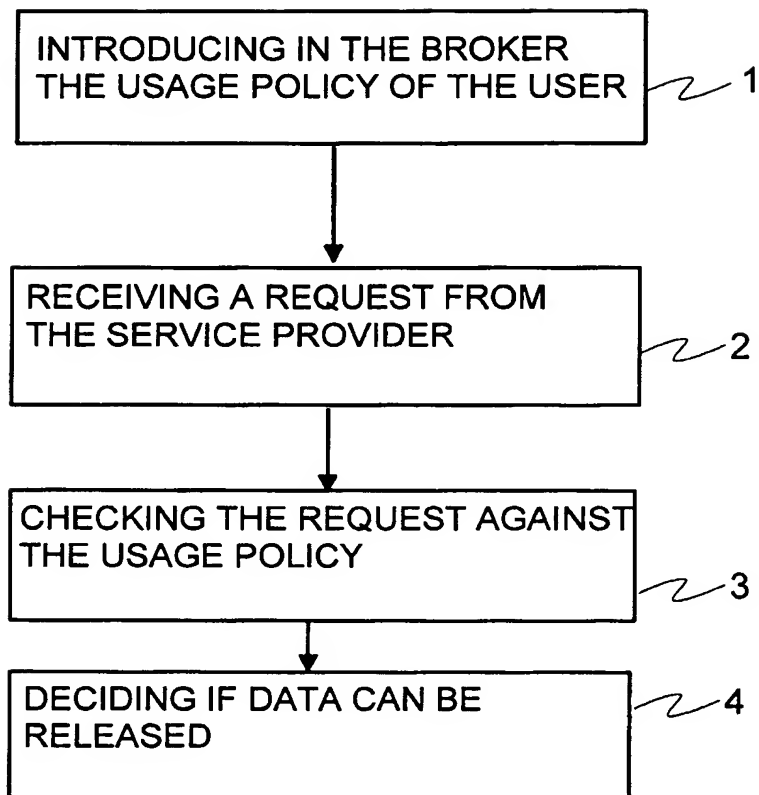 INTRODUCING IN THE BROKER
THE USAGE POLICY OF THE USER
1
RECEIVING A REQUEST FROM
THE SERVICE PROVIDER
2
CHECKING THE REQUEST AGAINST
THE USAGE POLICY
3
DECIDING IF DATA CAN BE
RELEASED
4